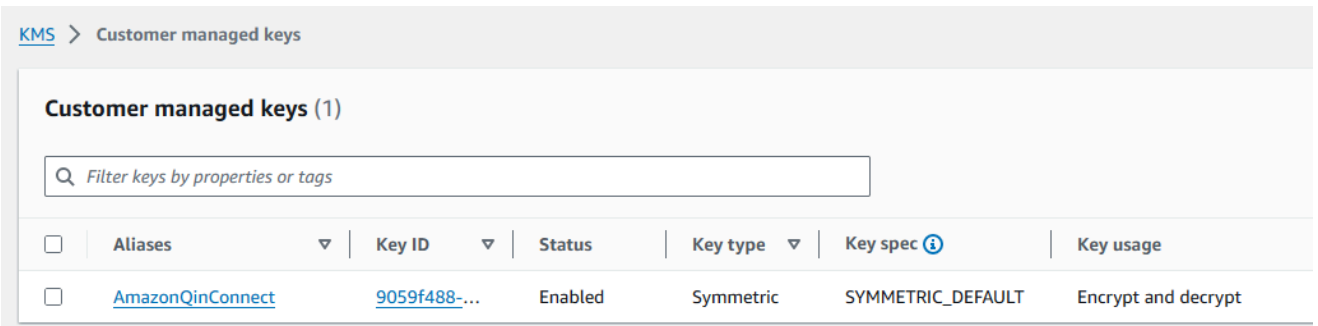 KMS > Customer managed keys
Customer managed keys (1)
Filter keys by properties or tags
Aliases Key ID Status Key type Key spec Key usage
AmazonQinConnect 9059f488-... Enabled Symmetric SYMMETRIC_DEFAULT Encrypt and decrypt